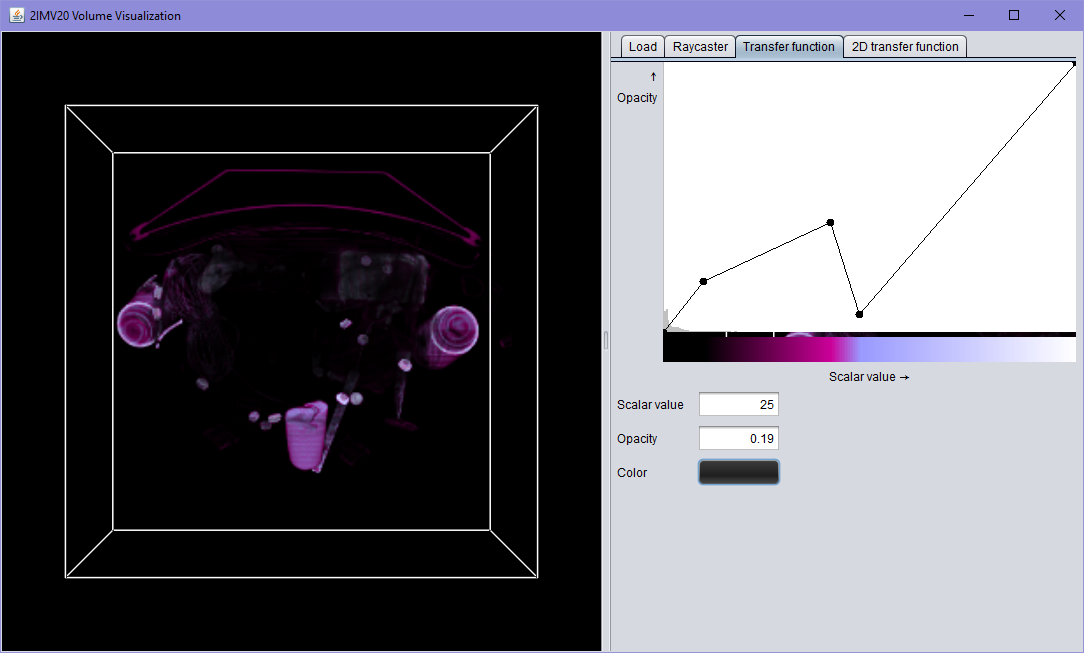 2IMV20 Volume Visualization
Load Raycaster Transfer function 2D transfer function
↑
Opacity
Scalar value →
Scalar value 25
Opacity 0.19
Color